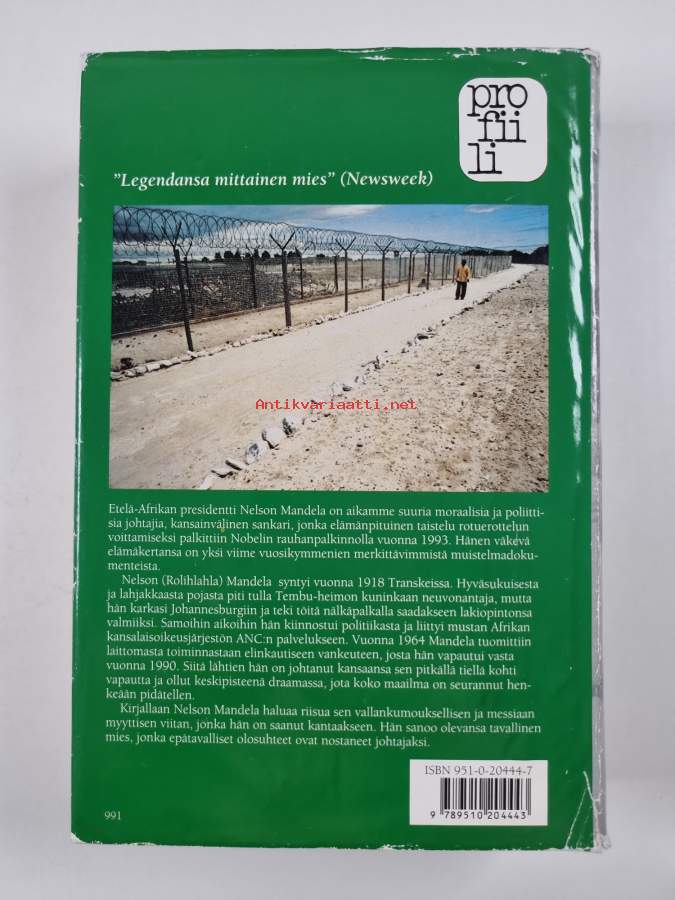 pro
fii
li
"Legendansa mittainen mies" (Newsweek)
Antikvariaatti.net
Etelä-Afrikan presidentti Nelson Mandela on aikamme suuria moraalisia ja poliitti-
sia johtajia, kansainvälinen sankari, jonka elämänpituinen taistelu rotuerottelun
voittamiseksi palkittiin Nobelin rauhanpalkinnolla vuonna 1993. Hänen väkevä
elämäkertansa on yksi viime vuosikymmenien merkittävimmistä muistelmadoku-
menteista.
Nelson (Rolihlahla) Mandela syntyi vuonna 1918 Transkeissa. Hyväsukuisesta
ja lahjakkaasta pojasta piti tulla Tembu-heimon kuninkaan neuvonantaja, mutta
hän karkasi Johannesburgiin ja teki töitä nälkäpalkalla saadakseen lakiopintonsa
valmiiksi. Samoihin aikoihin hän kiinnostui politiikasta ja liittyi mustan Afrikan
kansalaisoikeusjärjestön ANC:n palvelukseen. Vuonna 1964 Mandela tuomittiin
laittomasta toiminnastaan elinkautiseen vankeuteen, josta hän vapautui vasta
vuonna 1990. Siitä lähtien hän on johtanut kansaansa sen pitkällä tiellä kohti
vapautta ja ollut keskipisteenä draamassa, jota koko maailma on seurannut hen-
keään pidätellen.
Kirjallaan Nelson Mandela haluaa riisua sen vallankumouksellisen ja messiaan
myyttisen viitan, jonka hän on saanut kantaakseen. Hän sanoo olevansa tavallinen
mies, jonka epätavalliset olosuhteet ovat nostaneet johtajaksi.
ISBN 951-0-20444-7
9 789510 204443
991